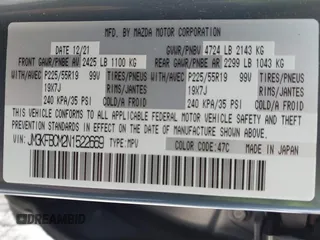 MFD. BY MAZDA MOTOR CORPORATION
DATE 12/21 GVWR/PNBV 4724 LB 2143 KG
FRONT GAWR/PNBE AV 2425 LB 1100 KG REAR GAWR/PNBE AR 2299 LB 1043 KG
WITH/AVEC P225/55R19 99V TIRES/PNEUS WITH/AVEC P225/55R19 99V TIRES/PNEUS
19X7J RIMS/JANTES 19X7J RIMS/JANTES
240 KPA/35 PSI COLD/A FROID 240 KPA/35 PSI COLD/A FROID
THIS VEHICLE CONFORMS TO ALL APPLICABLE FEDERAL MOTOR VEHICLE SAFETY, BUMPER, AND THEFT
PREVENTION STANDARDS IN EFFECT ON THE DATE OF MANUFACTURE SHOWN ABOVE.
VIN: JM3KFBCM2N1522669 TYPE:MPV COLOR CODE:47C MADE IN JAPAN